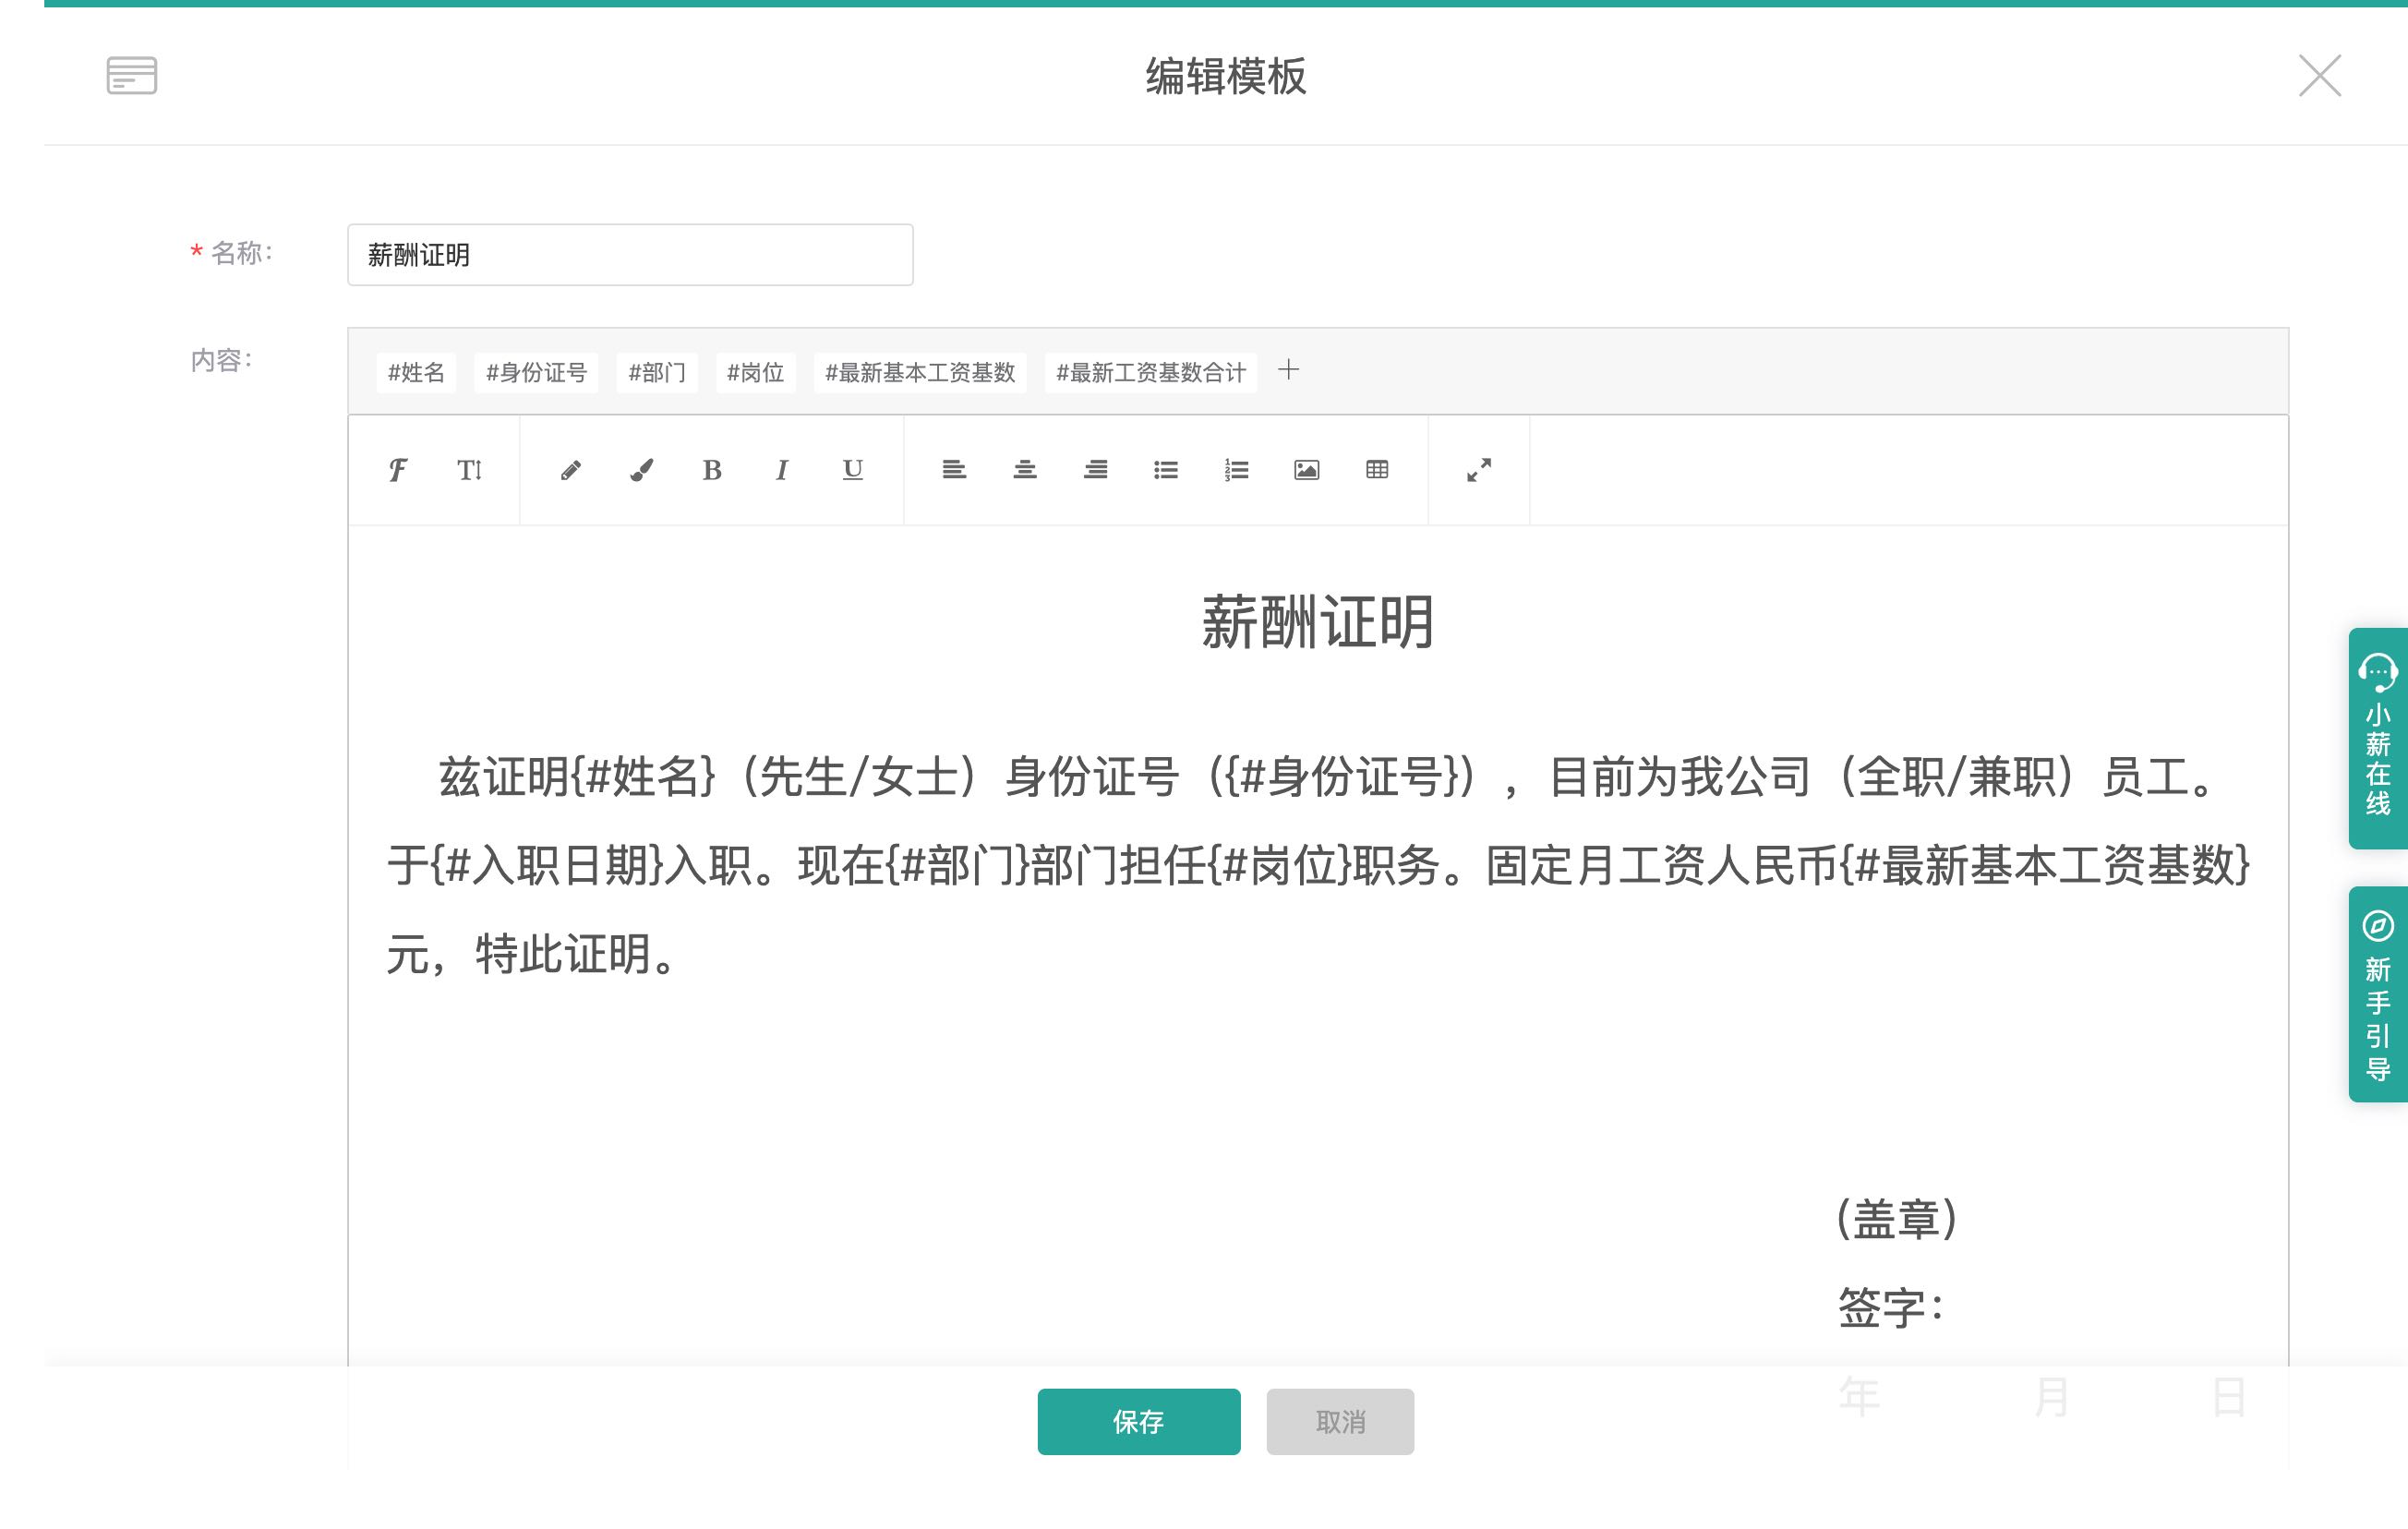 编辑模板
* 名称：
薪酬证明
内容：
#姓名 #身份证号 #部门 #岗位 #最新基本工资基数 #最新工资基数合计
薪酬证明
兹证明{#姓名}（先生/女士）身份证号（{#身份证号}），目前为我公司（全职/兼职）员工。
于{#入职日期}入职。现在{#部门}部门担任{#岗位}职务。固定月工资人民币{#最新基本工资基数}
元，特此证明。
(盖章)
签字：
年 月 日
保存 取消
小薪在线
新手引导